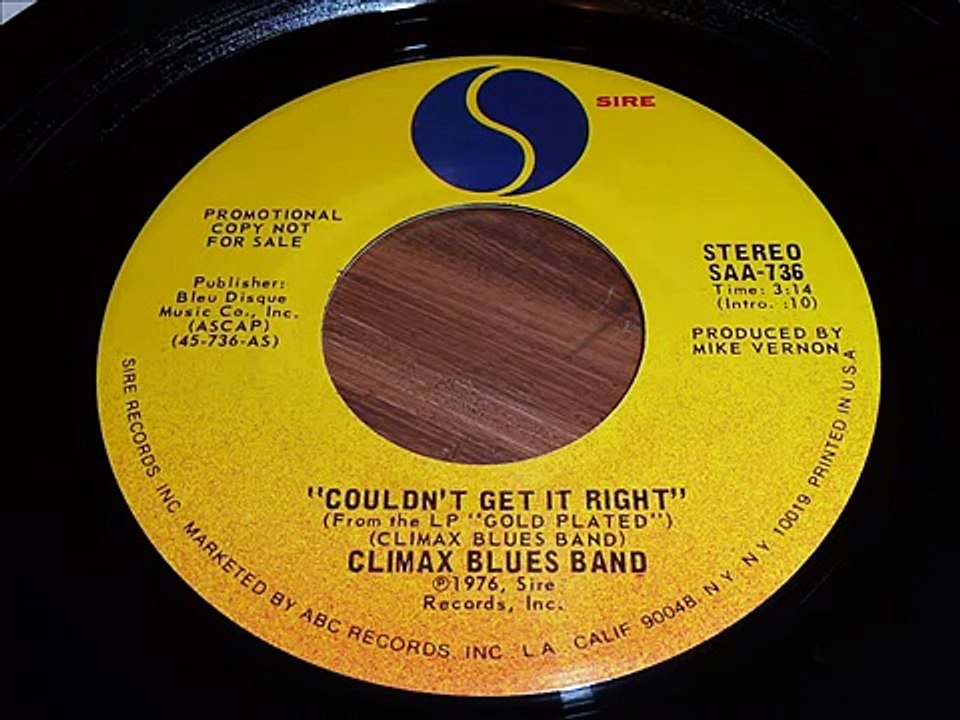 SIRE
PROMOTIONAL
COPY NOT
FOR SALE
Publisher:
Bleu Disque
Music Co., Inc.
(ASCAP)
(45-736-AS)
STEREO
SAA-736
Time: 3:14
(Intro. :10)
PRODUCED BY
MIKE VERNON
"COULDN'T GET IT RIGHT"
(From the LP "GOLD PLATED")
(CLIMAX BLUES BAND)
CLIMAX BLUES BAND
℗1976, Sire
Records, Inc.
SIRE RECORDS INC MARKETED BY ABC RECORDS INC L.A. CALIF 90048 N.Y. N.Y. 10019 PRINTED IN U.S.A